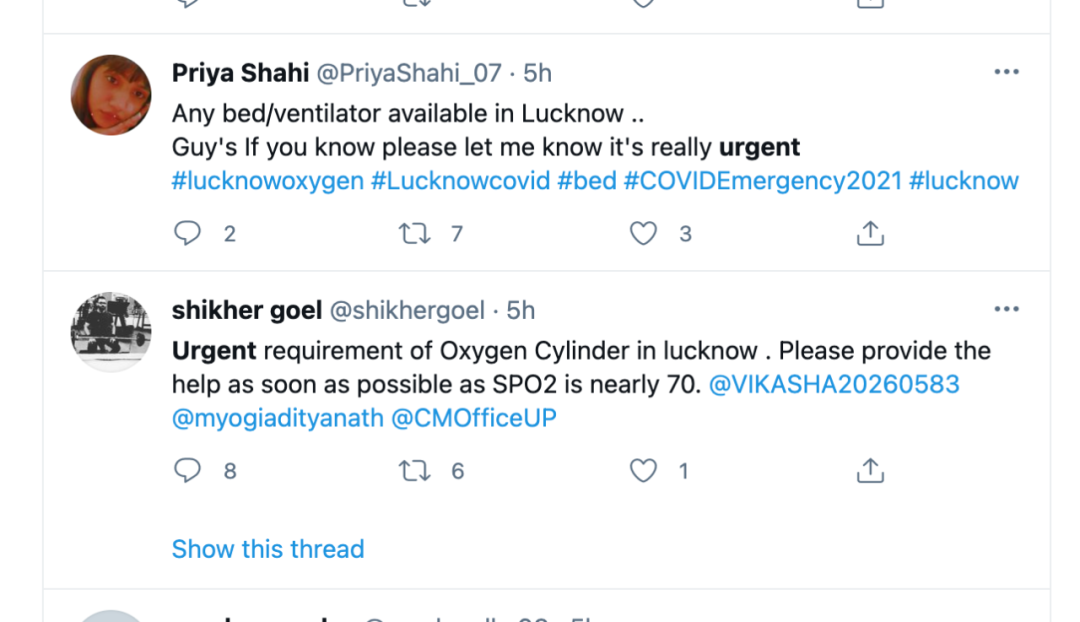 Priya Shahi @PriyaShahi_07 · 5h
Any bed/ventilator available in Lucknow ..
Guy's If you know please let me know it's really urgent
#lucknowoxygen #Lucknowcovid #bed #COVIDEmergency2021 #lucknow
2 7 3
shikher goel @shikhergoel · 5h
Urgent requirement of Oxygen Cylinder in lucknow . Please provide the
help as soon as possible as SPO2 is nearly 70. @VIKASHA20260583
@myogiadityanath @CMOfficeUP
8 6 1
Show this thread